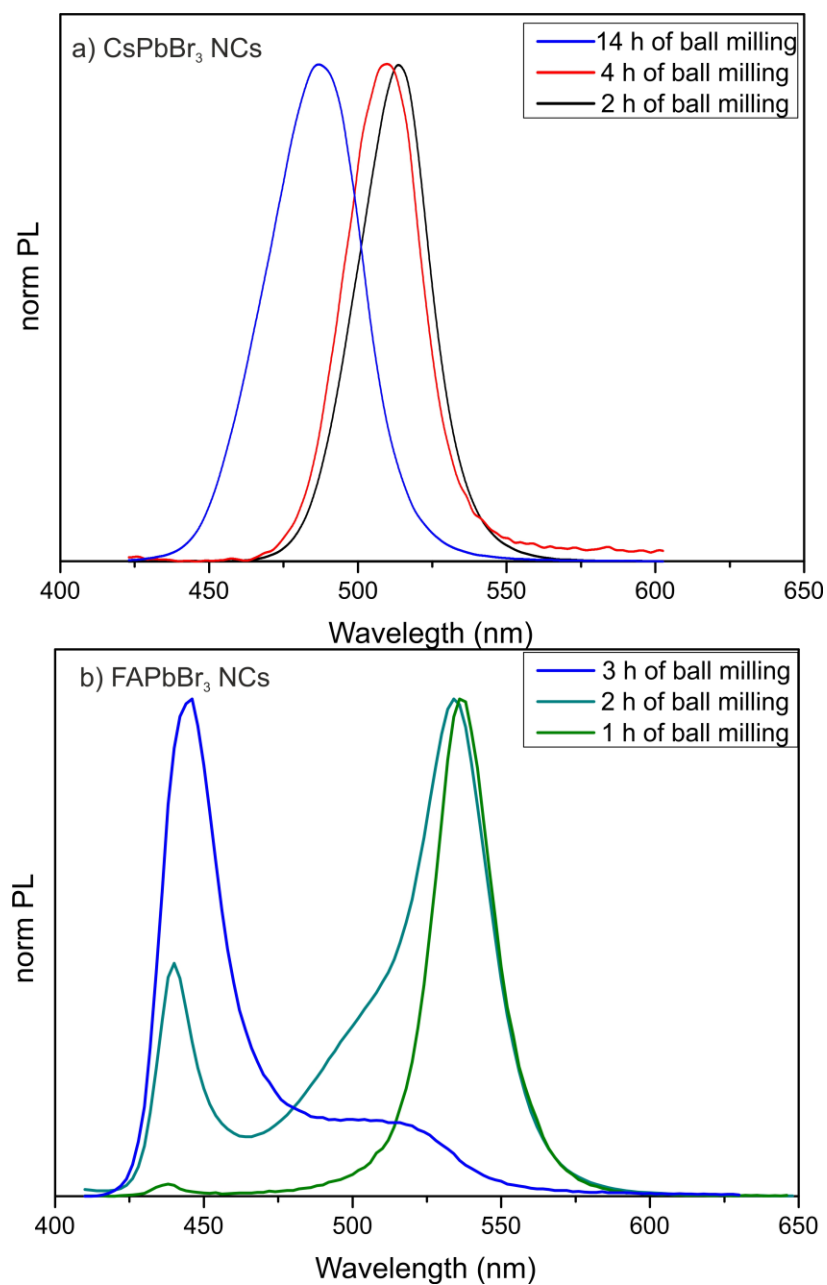 a) CsPbBr₃ NCs
14 h of ball milling
4 h of ball milling
2 h of ball milling
norm PL
400 450 500 550 600 650
Wavelegth (nm)
b) FAPbBr₃ NCs
3 h of ball milling
2 h of ball milling
1 h of ball milling
norm PL
400 450 500 550 600 650
Wavelength (nm)